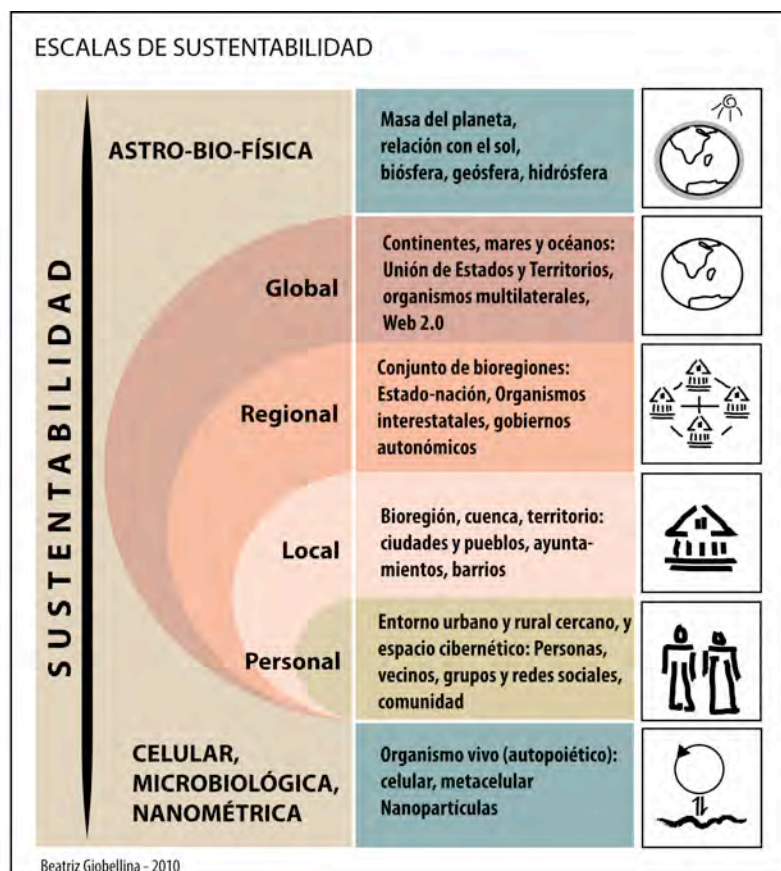 ESCALAS DE SUSTENTABILIDAD
SUSTENTABILIDAD
ASTRO-BIO-FÍSICA
Masa del planeta,
relación con el sol,
biósfera, geósfera, hidrósfera
Global
Continentes, mares y océanos:
Unión de Estados y Territorios,
organismos multilaterales,
Web 2.0
Regional
Conjunto de bioregiones:
Estado-nación, Organismos
interestatales, gobiernos
autonómicos
Local
Bioregión, cuenca, territorio:
ciudades y pueblos, ayunta-
mientos, barrios
Personal
Entorno urbano y rural cercano, y
espacio cibernético: Personas,
vecinos, grupos y redes sociales,
comunidad
CELULAR,
MICROBIOLÓGICA,
NANOMÉTRICA
Organismo vivo (autopoiético):
celular, metacelular
Nanopartículas
Beatriz Giobellina - 2010